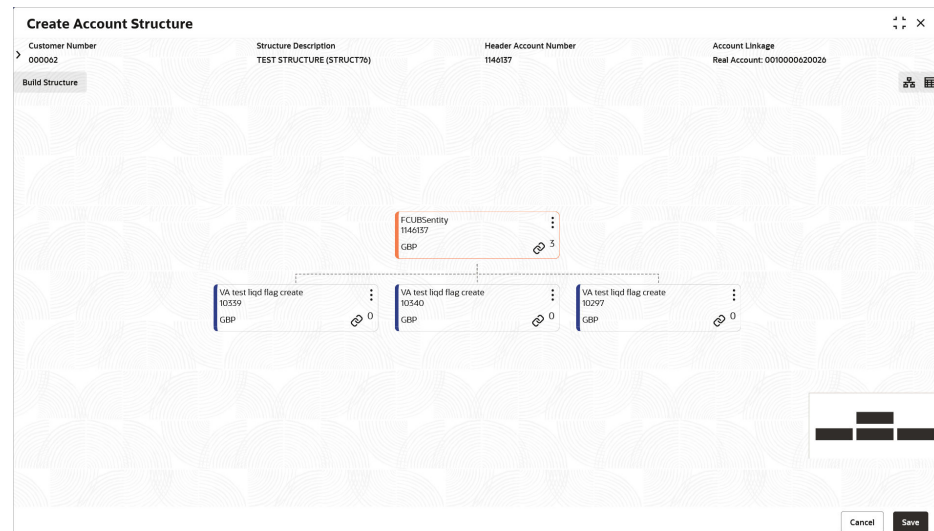 Create Account Structure
Customer Number
000062
Structure Description
TEST STRUCTURE (STRUCT76)
Header Account Number
1146137
Account Linkage
Real Account: 0010000620026
Build Structure
FCUBSentity
1146137
GBP
3
VA test liqd flag create
10339
GBP
0
VA test liqd flag create
10340
GBP
0
VA test liqd flag create
10297
GBP
0
Cancel
Save